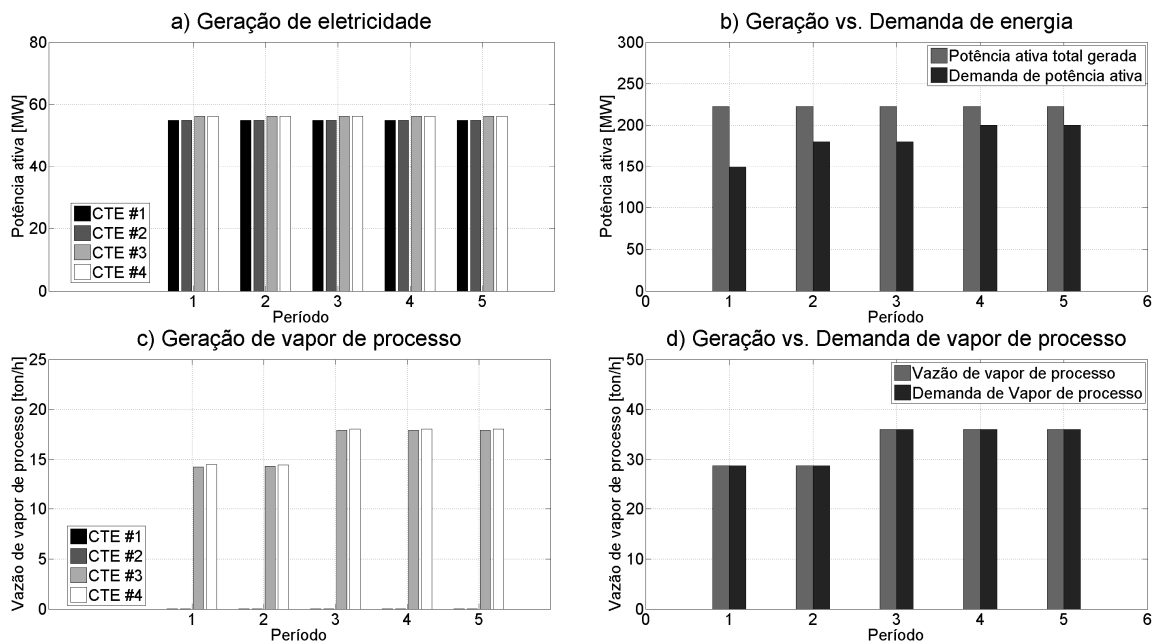 a) Geração de eletricidade
Potência ativa [MW]
80
60
40
20
0
CTE #1
CTE #2
CTE #3
CTE #4
1 2 3 4 5
Período
b) Geração vs. Demanda de energia
Potência ativa [MW]
300
250
200
150
100
50
0
Potência ativa total gerada
Demanda de potência ativa
0 1 2 3 4 5 6
Período
c) Geração de vapor de processo
Vazão de vapor de processo [ton/h]
25
20
15
10
5
0
CTE #1
CTE #2
CTE #3
CTE #4
1 2 3 4 5
Período
d) Geração vs. Demanda de vapor de processo
Vazão de vapor de processo [ton/h]
50
40
30
20
10
0
Vazão de vapor de processo
Demanda de Vapor de processo
0 1 2 3 4 5 6
Período